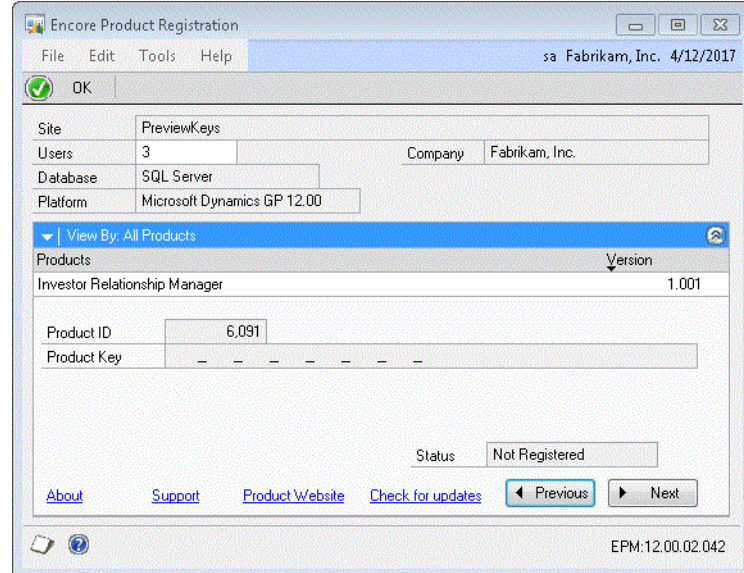 Encore Product Registration
File Edit Tools Help sa Fabrikam, Inc. 4/12/2017
OK
Site PreviewKeys
Users 3 Company Fabrikam, Inc.
Database SQL Server
Platform Microsoft Dynamics GP 12.00
View By: All Products
Products Version
Investor Relationship Manager 1.001
Product ID 6,091
Product Key _ _ _ _ _ _ _
Status Not Registered
About Support Product Website Check for updates Previous Next
EPM:12.00.02.042